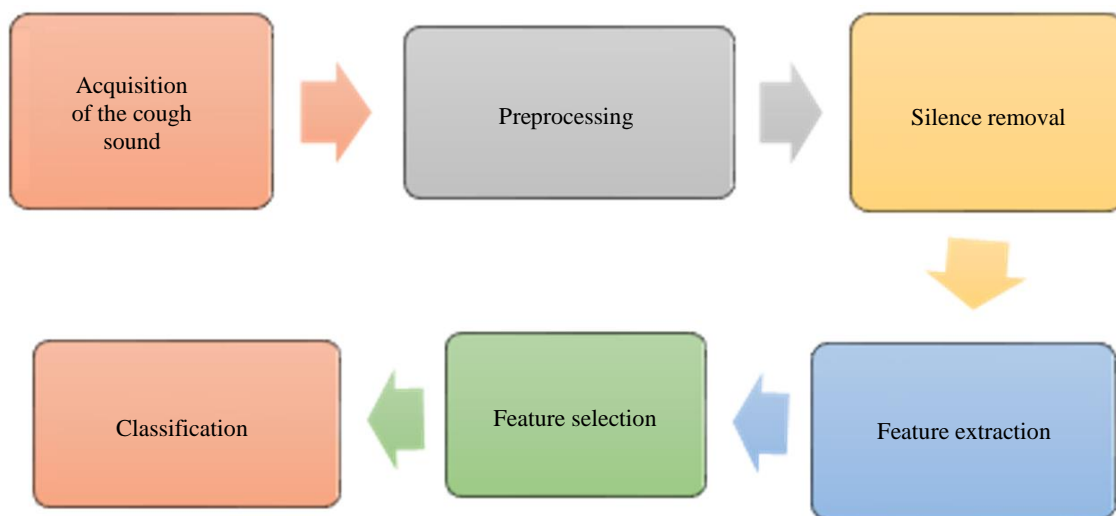 Acquisition
of the cough
sound
Preprocessing
Silence removal
Feature extraction
Feature selection
Classification